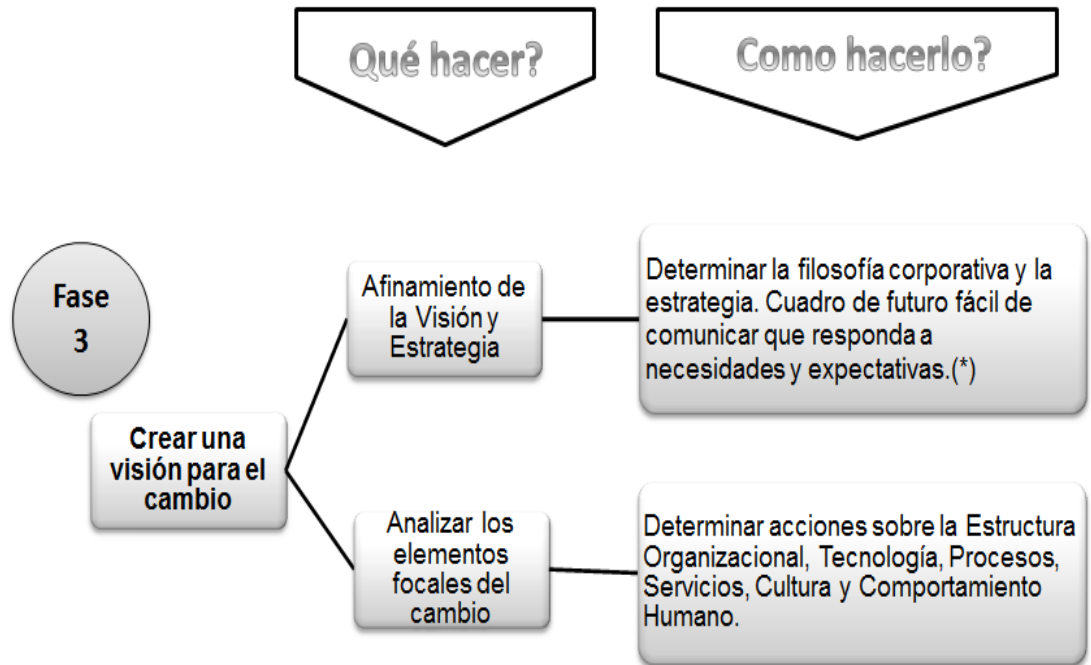 Qué hacer?
Como hacerlo?
Fase
3
Crear una
visión para el
cambio
Afinamiento de
la Visión y
Estrategia
Determinar la filosofía corporativa y la
estrategia. Cuadro de futuro fácil de
comunicar que responda a
necesidades y expectativas.(*)
Analizar los
elementos
focales del
cambio
Determinar acciones sobre la Estructura
Organizacional, Tecnología, Procesos,
Servicios, Cultura y Comportamiento
Humano.